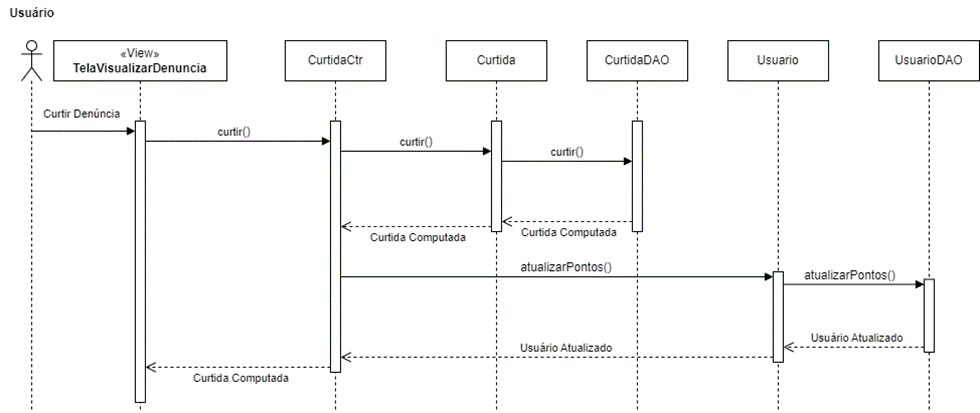 Usuário
«View»
TelaVisualizarDenuncia
CurtidaCtr
Curtida
CurtidaDAO
Usuario
UsuarioDAO
Curtir Denúncia
curtir()
curtir()
curtir()
Curtida Computada
Curtida Computada
atualizarPontos()
atualizarPontos()
Usuário Atualizado
Usuário Atualizado
Curtida Computada